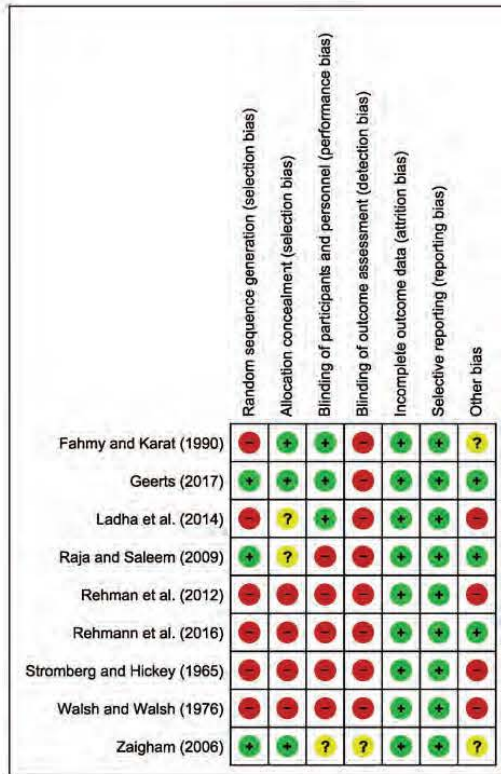 Random sequence generation (selection bias)
Allocation concealment (selection bias)
Blinding of participants and personnel (performance bias)
Blinding of outcome assessment (detection bias)
Incomplete outcome data (attrition bias)
Selective reporting (reporting bias)
Other bias
Fahmy and Karat (1990) - + + - + + ?
Geerts (2017) + + + - + + +
Ladha et al. (2014) - ? + - + + -
Raja and Saleem (2009) + ? - - + + +
Rehman et al. (2012) - - - - + + -
Rehmann et al. (2016) - - - - + + +
Stromberg and Hickey (1965) - - - - + + -
Walsh and Walsh (1976) - - - - + + -
Zaigham (2006) + + ? ? + + ?